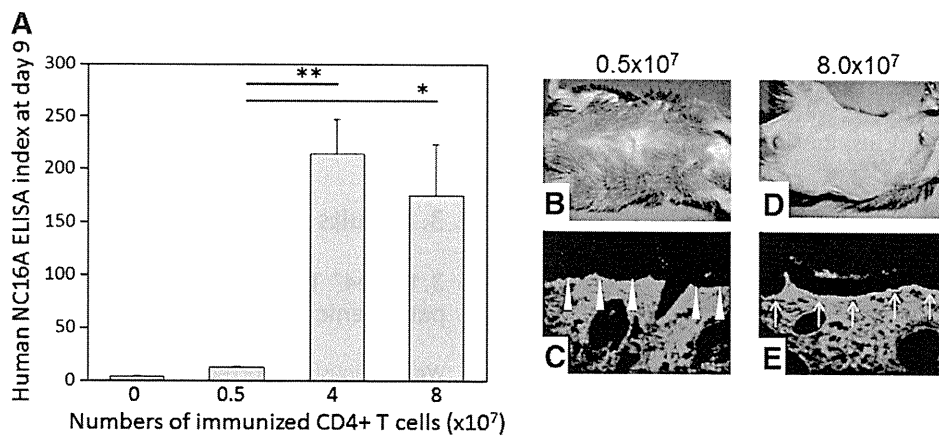 A
Human NC16A ELISA index at day 9
300
250
200
150
100
50
0
**
*
0
0.5
4
8
Numbers of immunized CD4+ T cells (x10⁷)
0.5x10⁷
8.0x10⁷
B
D
C
E